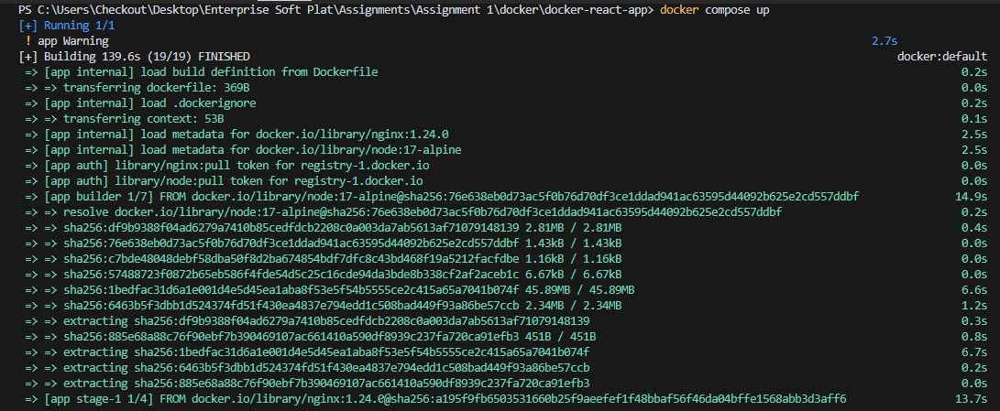 PS C:\Users\Checkout\Desktop\Enterprise Soft Plat\Assignments\Assignment 1\docker\docker-react-app> docker compose up
[+] Running 1/1
! app Warning 2.7s
[+] Building 139.6s (19/19) FINISHED docker:default
=> [app internal] load build definition from Dockerfile 0.2s
=> => transferring dockerfile: 369B 0.0s
=> [app internal] load .dockerignore 0.2s
=> => transferring context: 53B 0.1s
=> [app internal] load metadata for docker.io/library/nginx:1.24.0 2.5s
=> [app internal] load metadata for docker.io/library/node:17-alpine 2.5s
=> [app auth] library/nginx:pull token for registry-1.docker.io 0.0s
=> [app auth] library/node:pull token for registry-1.docker.io 0.0s
=> [app builder 1/7] FROM docker.io/library/node:17-alpine@sha256:76e638eb0d73ac5f0b76d70df3ce1ddad941ac63595d44092b625e2cd557ddbf 14.9s
=> => resolve docker.io/library/node:17-alpine@sha256:76e638eb0d73ac5f0b76d70df3ce1ddad941ac63595d44092b625e2cd557ddbf 0.2s
=> => sha256:df9b9388f04ad6279a7410b85cedfdcb2208c0a003da7ab5613af71079148139 2.81MB / 2.81MB 0.4s
=> => sha256:76e638eb0d73ac5f0b76d70df3ce1ddad941ac63595d44092b625e2cd557ddbf 1.43kB / 1.43kB 0.0s
=> => sha256:c7bde48048debf58dba50f8d2ba674854bdf7dfc8c43bd468f19a5212facfdbe 1.16kB / 1.16kB 0.0s
=> => sha256:57488723f0872b65eb586f4fde54d5c25c16cde94da3bde8b338cf2af2aceb1c 6.67kB / 6.67kB 0.0s
=> => sha256:1bedfac31d6a1e001d4e5d45ea1aba8f53e5f54b5555ce2c415a65a7041b074f 45.89MB / 45.89MB 6.6s
=> => sha256:6463b5f3dbb1d524374fd51f430ea4837e794edd1c508bad449f93a86be57ccb 2.34MB / 2.34MB 1.2s
=> => extracting sha256:df9b9388f04ad6279a7410b85cedfdcb2208c0a003da7ab5613af71079148139 0.3s
=> => sha256:885e68a88c76f90ebf7b390469107ac661410a590df8939c237fa720ca91efb3 451B / 451B 0.8s
=> => extracting sha256:1bedfac31d6a1e001d4e5d45ea1aba8f53e5f54b5555ce2c415a65a7041b074f 6.7s
=> => extracting sha256:6463b5f3dbb1d524374fd51f430ea4837e794edd1c508bad449f93a86be57ccb 0.2s
=> => extracting sha256:885e68a88c76f90ebf7b390469107ac661410a590df8939c237fa720ca91efb3 0.0s
=> [app stage-1 1/4] FROM docker.io/library/nginx:1.24.0@sha256:a195f9fb6503531660b25f9aeefef1f48bbaf56f46da04bffe1568abb3d3aff6 13.7s